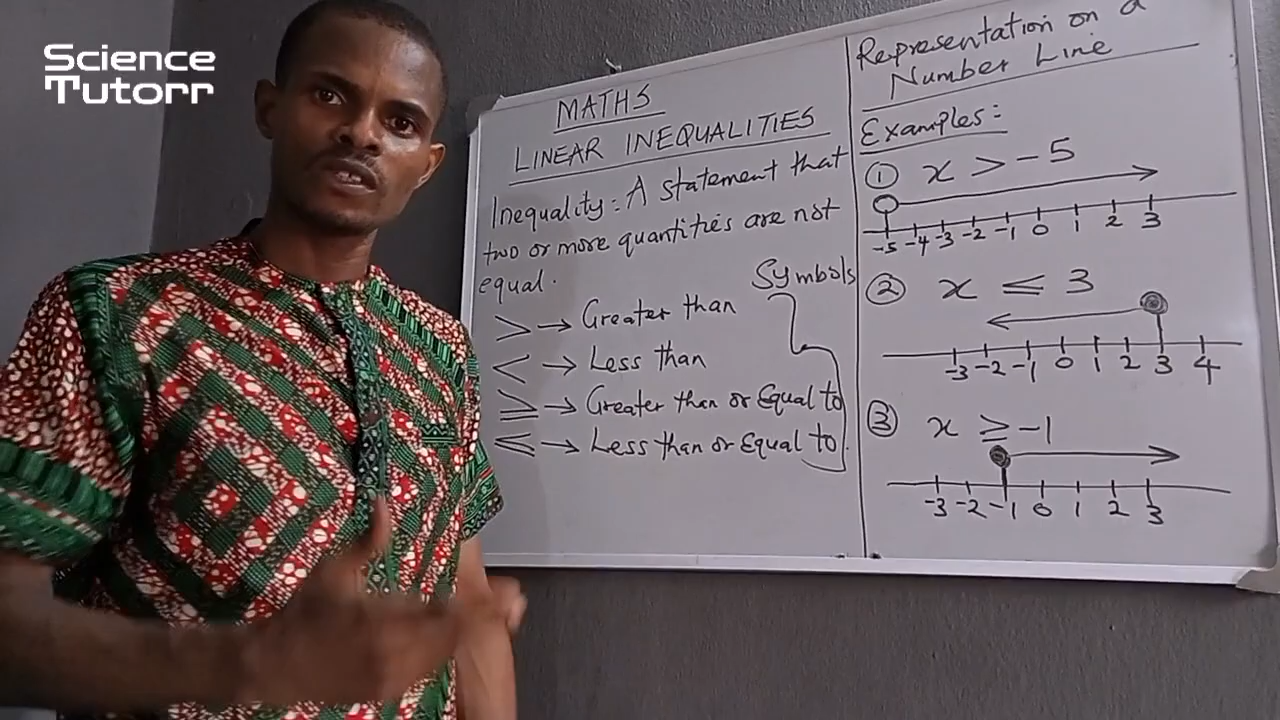 Science
Tutorr
MATHS
LINEAR INEQUALITIES
Inequality: A statement that
two or more quantities are not
equal.
Symbols
> → Greater than
< → Less than
≥ → Greater than or Equal to
≤ → Less than or Equal to
Representation on a
Number Line
Examples:
① x > -5
-5 -4 -3 -2 -1 0 1 2 3
② x ≤ 3
-3 -2 -1 0 1 2 3 4
③ x ≥ -1
-3 -2 -1 0 1 2 3